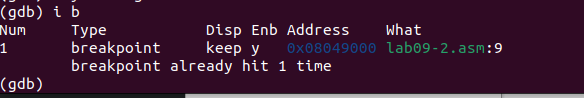 (gdb) i b
Num     Type           Disp Enb Address    What
1       breakpoint     keep y   0x08049000 lab09-2.asm:9
        breakpoint already hit 1 time
(gdb)